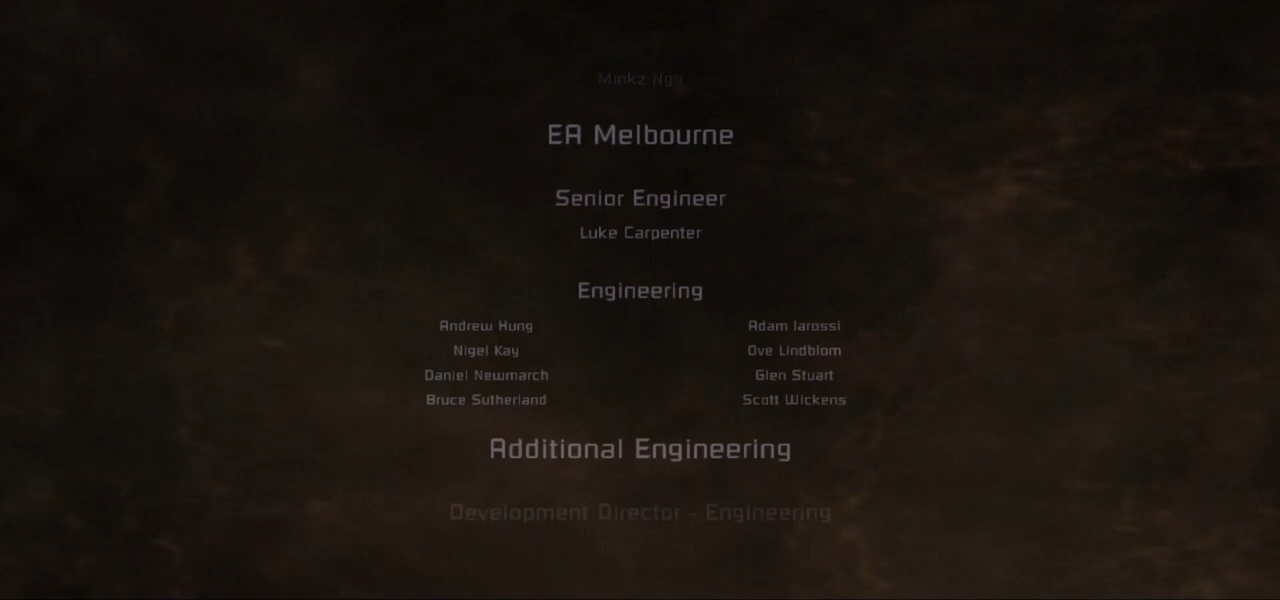 Minkz Ngo
EA Melbourne
Senior Engineer
Luke Carpenter
Engineering
Andrew Hung Adam Iarossi
Nigel Kay Ove Lindblom
Daniel Newmarch Glen Stuart
Bruce Sutherland Scott Wickens
Additional Engineering
Development Director - Engineering